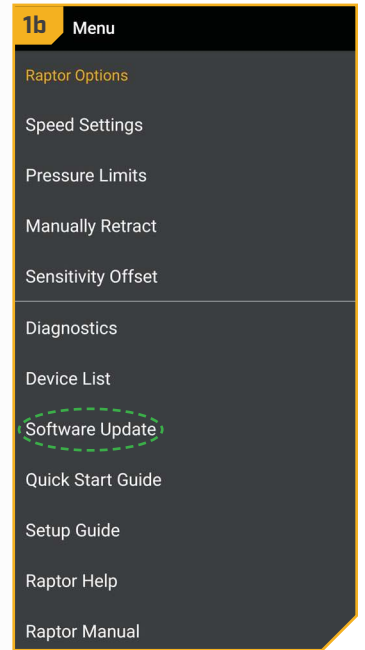 1b Menu
Raptor Options
Speed Settings
Pressure Limits
Manually Retract
Sensitivity Offset
Diagnostics
Device List
Software Update
Quick Start Guide
Setup Guide
Raptor Help
Raptor Manual